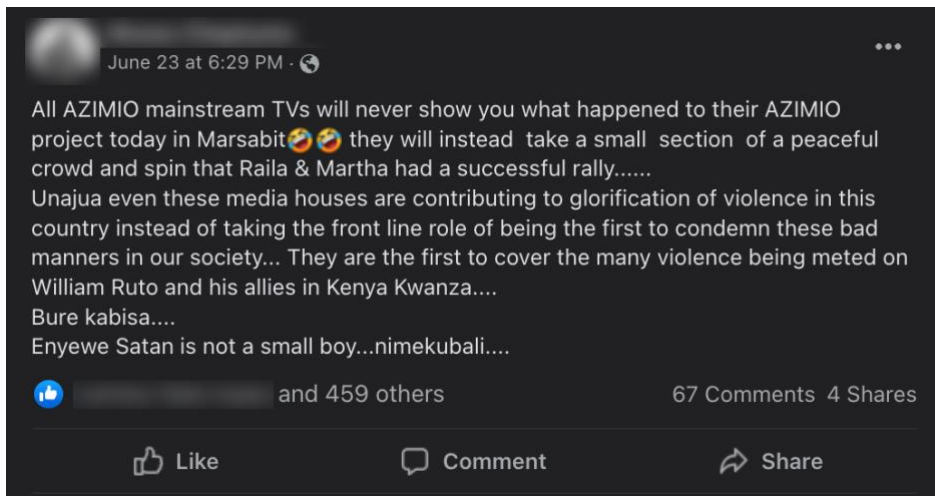 June 23 at 6:29 PM ·
All AZIMIO mainstream TVs will never show you what happened to their AZIMIO
project today in Marsabit🤣🤣 they will instead take a small section of a peaceful
crowd and spin that Raila & Martha had a successful rally......
Unajua even these media houses are contributing to glorification of violence in this
country instead of taking the front line role of being the first to condemn these bad
manners in our society... They are the first to cover the many violence being meted on
William Ruto and his allies in Kenya Kwanza....
Bure kabisa....
Enyewe Satan is not a small boy...nimekubali....
and 459 others
67 Comments 4 Shares
Like
Comment
Share